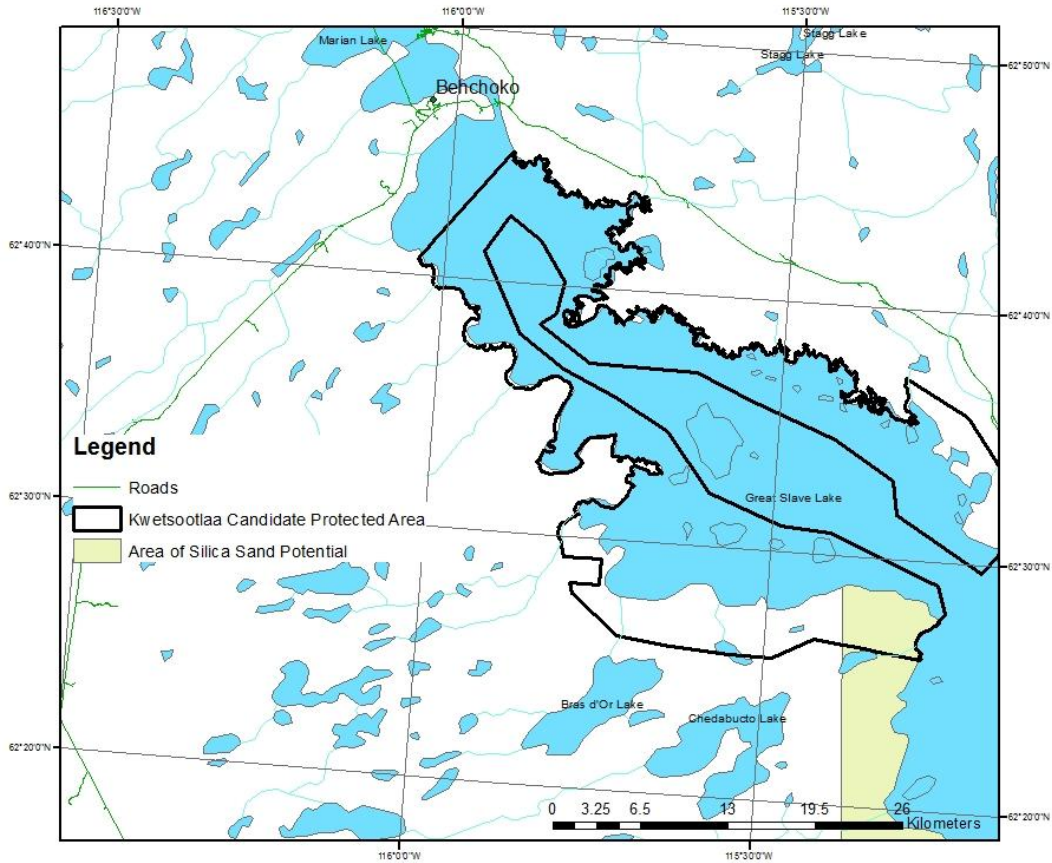 116°30'0"W
116°0'0"W
115°30'0"W
Stagg Lake
Marian Lake
Stagg Lake
62°50'0"N
Behchoko
62°40'0"N
62°40'0"N
Legend
Roads
Great Slave Lake
62°30'0"N
Kwetsootlaa Candidate Protected Area
Area of Silica Sand Potential
62°30'0"N
Bras d'Or Lake
Chedabucto Lake
62°20'0"N
0 3.25 6.5 13 19.5 26
Kilometers
62°20'0"N
116°0'0"W
115°30'0"W